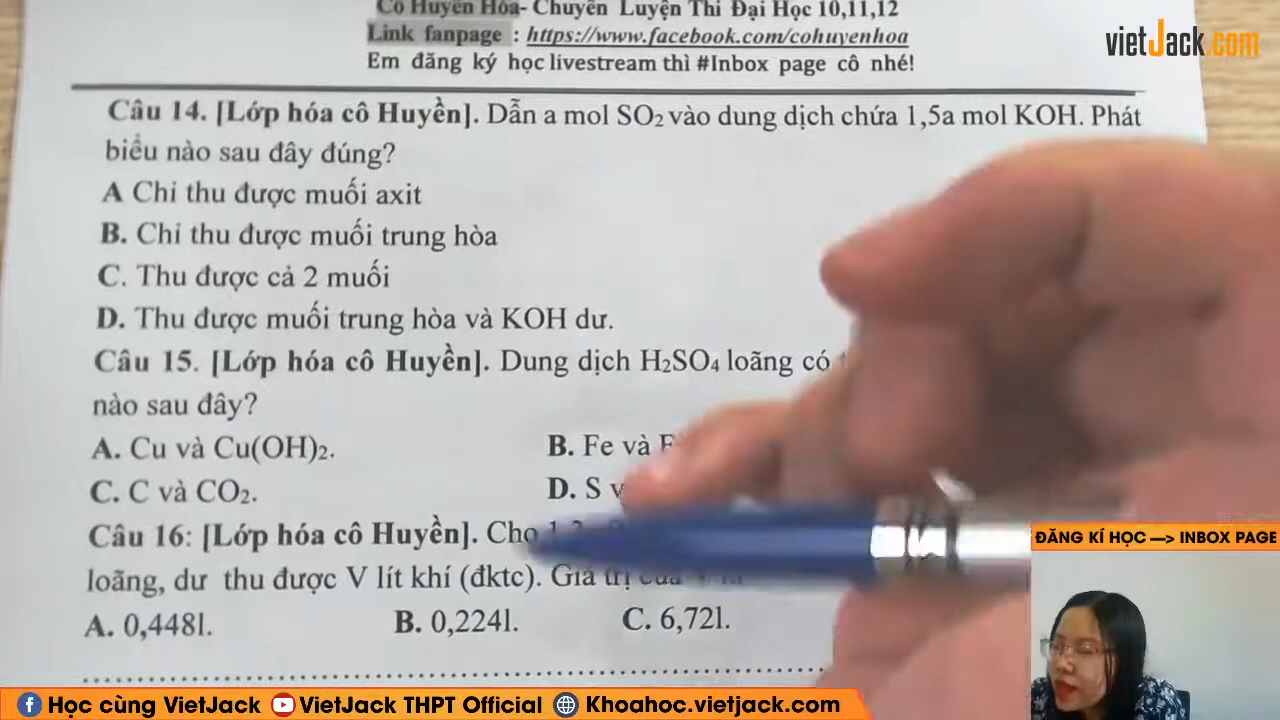 Cô Huyền Hóa- Chuyên Luyện Thi Đại Học 10,11,12
Link fanpage : https://www.facebook.com/cohuyenhoa
Em đăng ký học livestream thì #Inbox page cô nhé!
vietJack.com
Câu 14. [Lớp hóa cô Huyền]. Dẫn a mol SO₂ vào dung dịch chứa 1,5a mol KOH. Phát
biểu nào sau đây đúng?
A Chỉ thu được muối axit
B. Chỉ thu được muối trung hòa
C. Thu được cả 2 muối
D. Thu được muối trung hòa và KOH dư.
Câu 15. [Lớp hóa cô Huyền]. Dung dịch H₂SO₄ loãng có
nào sau đây?
A. Cu và Cu(OH)₂.
B. Fe và
C. C và CO₂.
D. S
Câu 16: [Lớp hóa cô Huyền]. Cho
loãng, dư thu được V lít khí (đktc). Giá trị của
A. 0,448l.
B. 0,224l.
C. 6,72l.
ĐĂNG KÍ HỌC —> INBOX PAGE
Học cùng VietJack VietJack THPT Official Khoahoc.vietjack.com